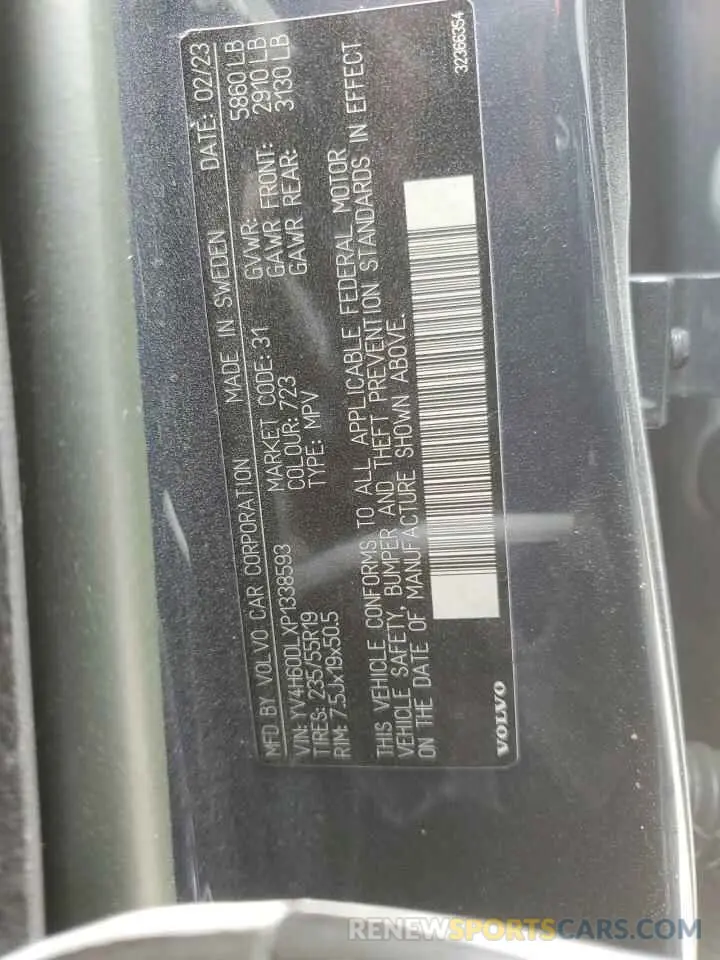 MFD BY VOLVO CAR CORPORATION MADE IN SWEDEN DATE: 02/23
VIN:YV4H60DLXP1338593 MARKET CODE:31 GVWR: 5860 LB
TIRES: 235/55R19 COLOUR: 723 GAWR FRONT: 2910 LB
RIM: 7.5Jx19x50.5 TYPE: MPV GAWR REAR: 3130 LB
THIS VEHICLE CONFORMS TO ALL APPLICABLE FEDERAL MOTOR
VEHICLE SAFETY, BUMPER AND THEFT PREVENTION STANDARDS IN EFFECT
ON THE DATE OF MANUFACTURE SHOWN ABOVE.
VOLVO
32366354
RENEWSPORTSAUTO.COM